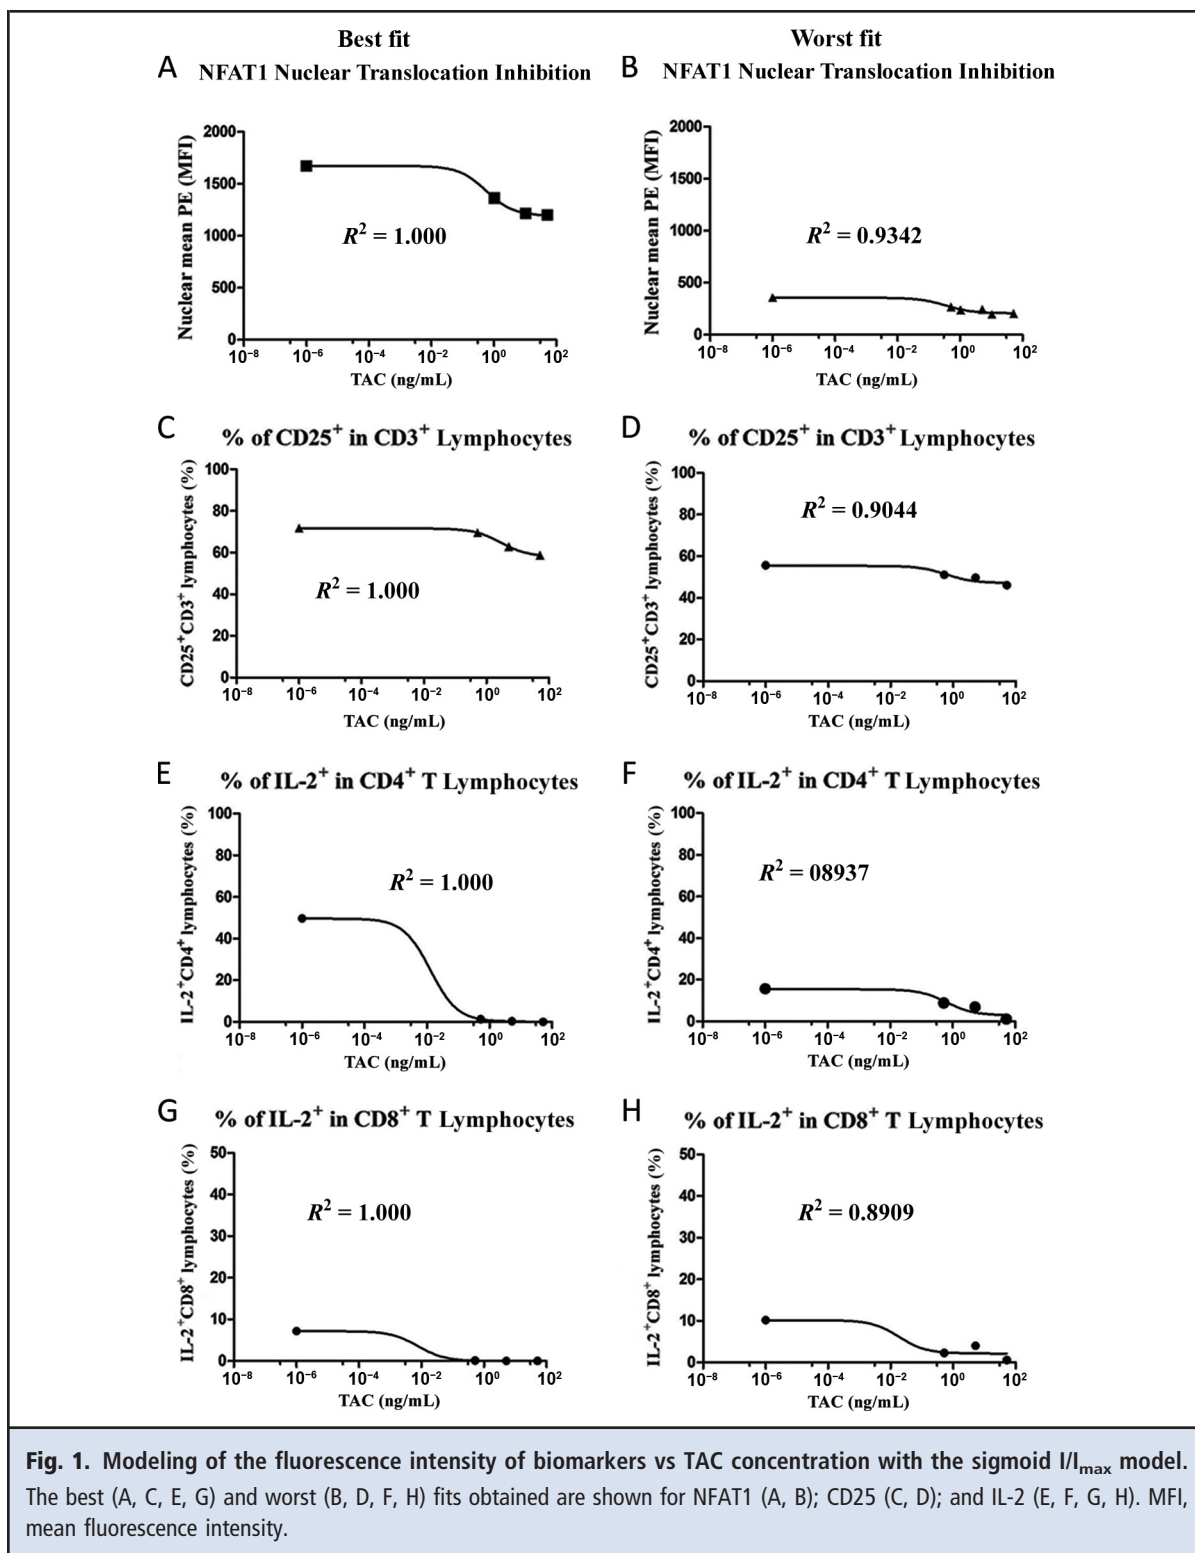 Best fit
Worst fit
A
NFAT1 Nuclear Translocation Inhibition
B
NFAT1 Nuclear Translocation Inhibition
Nuclear mean PE (MFI)
2000
1500
1000
500
0
R² = 1.000
10⁻⁸ 10⁻⁶ 10⁻⁴ 10⁻² 10⁰ 10²
TAC (ng/mL)
Nuclear mean PE (MFI)
2000
1500
1000
500
0
R² = 0.9342
10⁻⁸ 10⁻⁶ 10⁻⁴ 10⁻² 10⁰ 10²
TAC (ng/mL)
C
% of CD25⁺ in CD3⁺ Lymphocytes
CD25⁺CD3⁺ lymphocytes (%)
100
80
60
40
20
0
R² = 1.000
10⁻⁸ 10⁻⁶ 10⁻⁴ 10⁻² 10⁰ 10²
TAC (ng/mL)
D
% of CD25⁺ in CD3⁺ Lymphocytes
CD25⁺CD3⁺ lymphocytes (%)
100
80
60
40
20
0
R² = 0.9044
10⁻⁸ 10⁻⁶ 10⁻⁴ 10⁻² 10⁰ 10²
TAC (ng/mL)
E
% of IL-2⁺ in CD4⁺ T Lymphocytes
IL-2⁺CD4⁺ lymphocytes (%)
100
80
60
40
20
0
R² = 1.000
10⁻⁸ 10⁻⁶ 10⁻⁴ 10⁻² 10⁰ 10²
TAC (ng/mL)
F
% of IL-2⁺ in CD4⁺ T Lymphocytes
IL-2⁺CD4⁺ lymphocytes (%)
100
80
60
40
20
0
R² = 08937
10⁻⁸ 10⁻⁶ 10⁻⁴ 10⁻² 10⁰ 10²
TAC (ng/mL)
G
% of IL-2⁺ in CD8⁺ T Lymphocytes
IL-2⁺CD8⁺ lymphocytes (%)
50
40
30
20
10
0
R² = 1.000
10⁻⁸ 10⁻⁶ 10⁻⁴ 10⁻² 10⁰ 10²
TAC (ng/mL)
H
% of IL-2⁺ in CD8⁺ T Lymphocytes
IL-2⁺CD8⁺ lymphocytes (%)
50
40
30
20
10
0
R² = 0.8909
10⁻⁸ 10⁻⁶ 10⁻⁴ 10⁻² 10⁰ 10²
TAC (ng/mL)
Fig. 1. Modeling of the fluorescence intensity of biomarkers vs TAC concentration with the sigmoid I/Imax model.
The best (A, C, E, G) and worst (B, D, F, H) fits obtained are shown for NFAT1 (A, B); CD25 (C, D); and IL-2 (E, F, G, H). MFI,
mean fluorescence intensity.